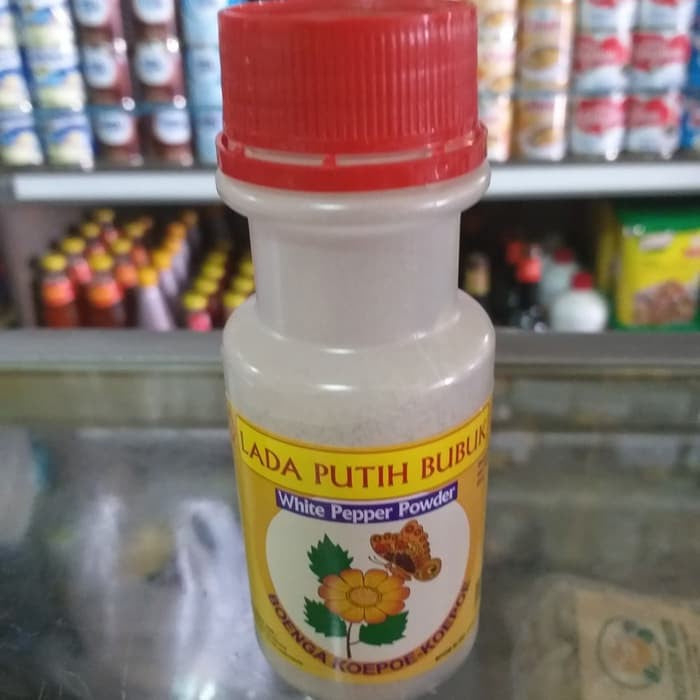 LADA PUTIH BUBUK
White Pepper Powder
BOENGA KOEPOE-KOEPOE